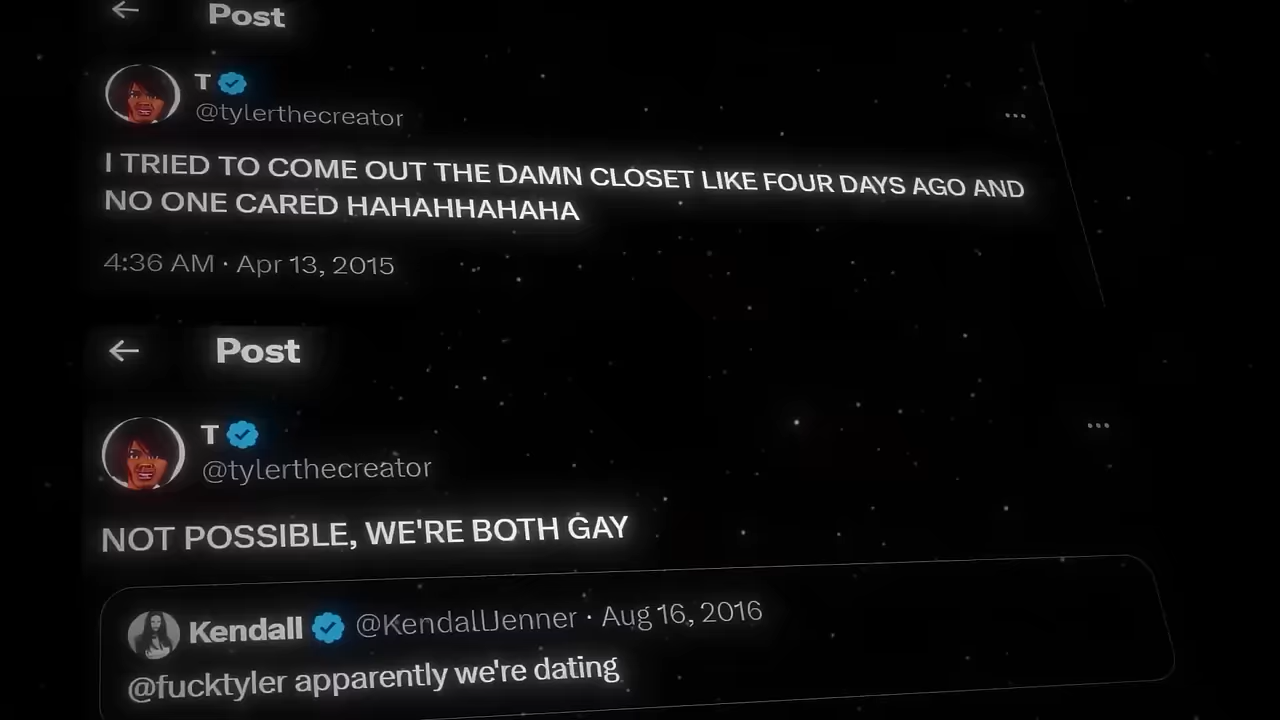 Post
T
@tylerthecreator
I TRIED TO COME OUT THE DAMN CLOSET LIKE FOUR DAYS AGO AND
NO ONE CARED HAHAHHAHAHA
4:36 AM · Apr 13, 2015
Post
T
@tylerthecreator
NOT POSSIBLE, WE'RE BOTH GAY
Kendall @KendallJenner · Aug 16, 2016
@fucktyler apparently we're dating